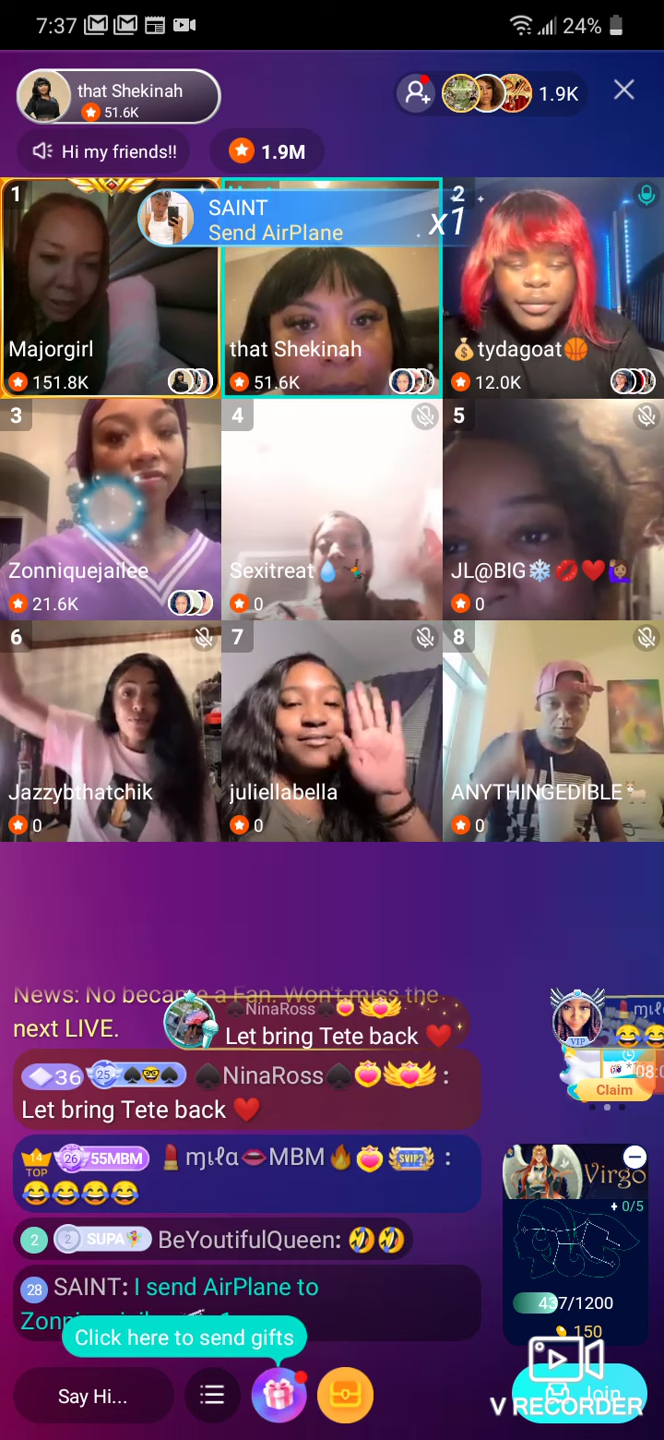 7:37
24%
that Shekinah
51.6K
1.9K
Hi my friends!!
1.9M
1
SAINT
Send AirPlane
x1
2
Majorgirl
151.8K
that Shekinah
51.6K
💰tydagoat🏀
12.0K
3
4
5
Zonniquejailee
21.6K
Sexitreat💧
0
JL@BIG❄️💋❤️🙋🏽‍♀️
0
6
7
8
Jazzybthatchik
0
juliellabella
0
ANYTHINGEDIBLE
0
News: No became a Fan. Won't miss the
next LIVE.
♠NinaRoss♠
Let bring Tete back ❤️
VIP
Claim
36 25 ♠🤓♠ ♠NinaRoss♠ :
Let bring Tete back ❤️
14 TOP 26 55MBM 💄ɱιℓα👄MBM🔥 SVIP2 :
😂😂😂😂
2 2 SUPA BeYoutifulQueen: 🤣🤣
28 SAINT: I send AirPlane to
Virgo
0/5
437/1200
150
Click here to send gifts
Say Hi...
Join
V RECORDER